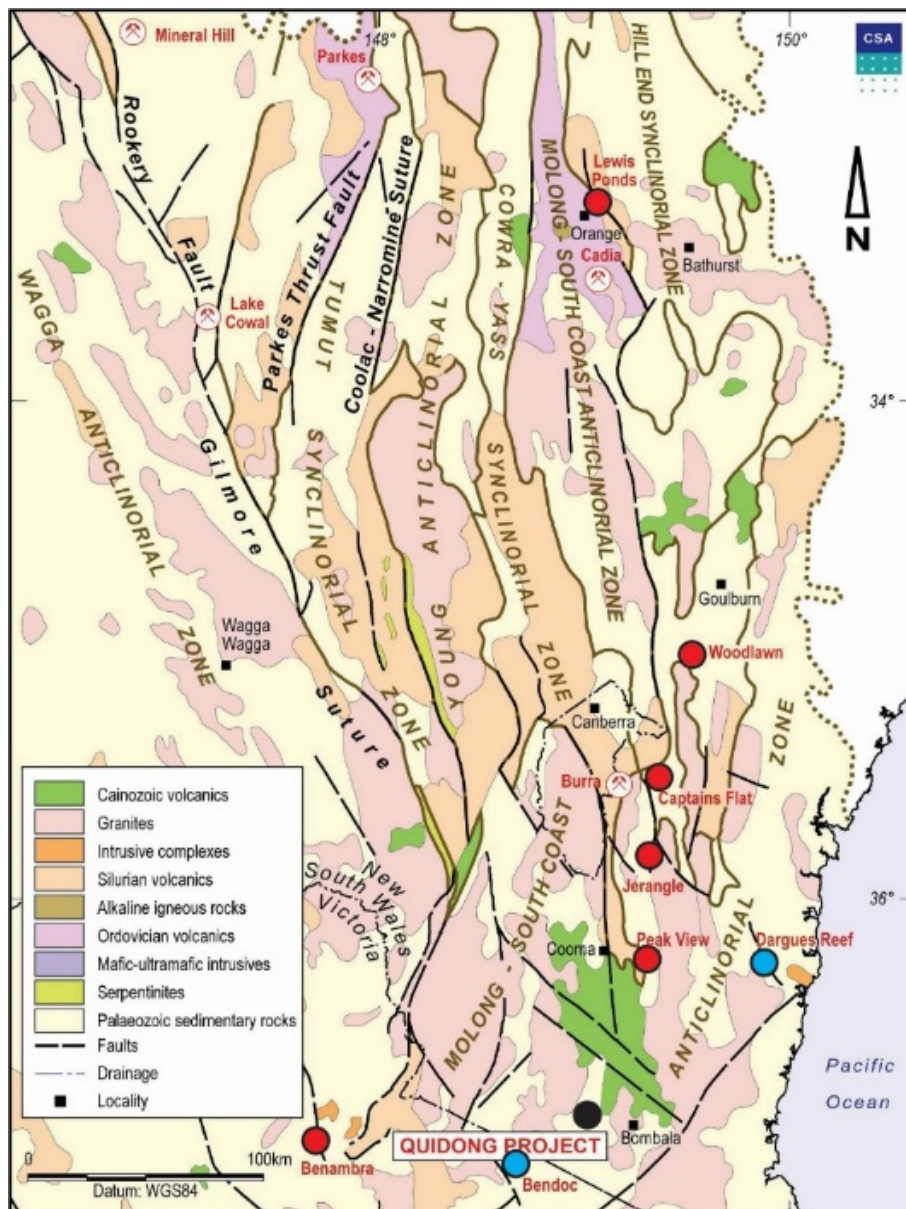 Mineral Hill
148°
150°
CSA
Parkes
Rookery
Fault
HILL END SYNCLINORIAL ZONE
Lewis
Ponds
Orange
Cadia
Bathurst
N
MOLONG - SOUTH COAST ANTICLINORIAL ZONE
COWRA - YASS
SYNCLINORIAL
ZONE
Parkes Thrust Fault
Coolac - Narromine Suture
TUMUT
SYNCLINORIAL
ZONE
YOUNG
ANTICLINORIAL
ZONE
WAGGA
ANTICLINORIAL
ZONE
Lake
Cowal
Gilmore
Suture
34°
Goulburn
Wagga
Wagga
Woodlawn
Canberra
Burra
Captains Flat
Jerangle
36°
Cooma
Peak View
Dargues Reef
MOLONG - SOUTH COAST
ANTICLINORIAL
ZONE
New
South Wales
Victoria
Pacific
Ocean
Cainozoic volcanics
Granites
Intrusive complexes
Silurian volcanics
Alkaline igneous rocks
Ordovician volcanics
Mafic-ultramafic intrusives
Serpentinites
Palaeozoic sedimentary rocks
Faults
Drainage
Locality
0
100km
Datum: WGS84
Benambra
QUIDONG PROJECT
Bombala
Bendoc